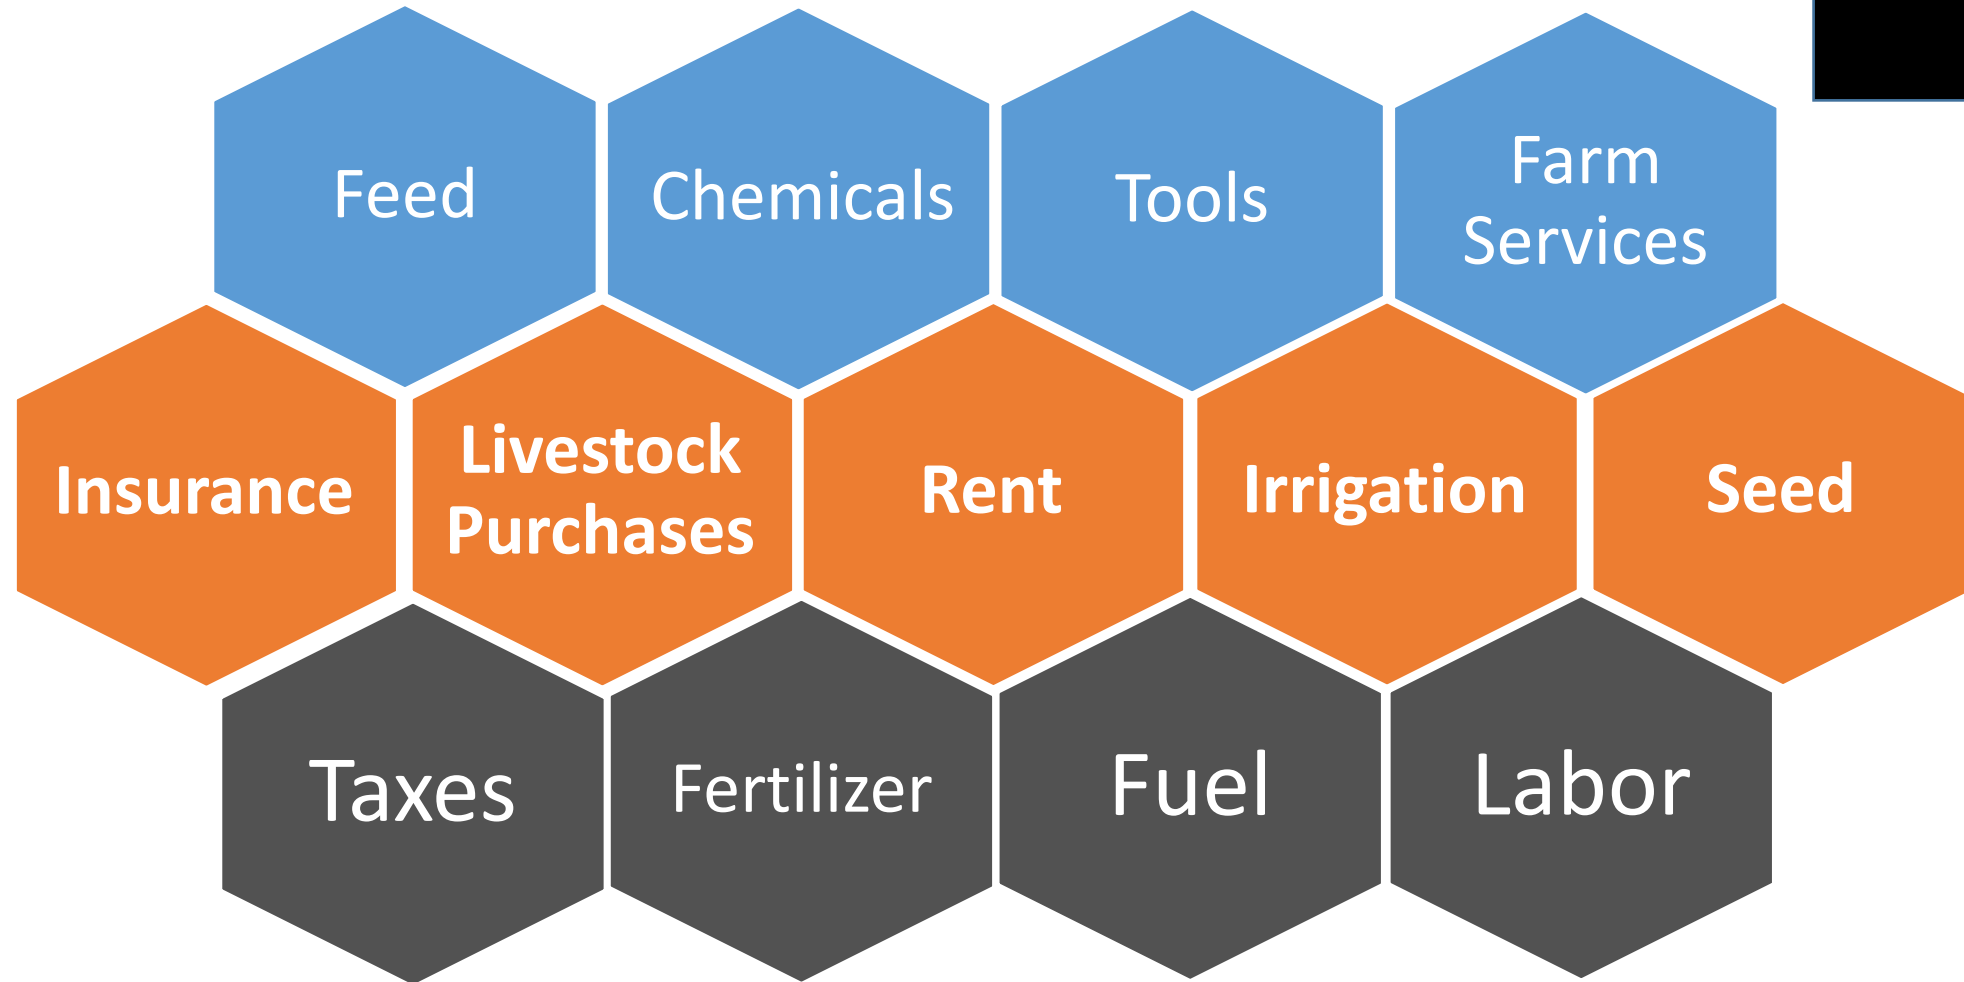 Feed
Chemicals
Tools
Farm
Services
Insurance
Livestock
Purchases
Rent
Irrigation
Seed
Taxes
Fertilizer
Fuel
Labor